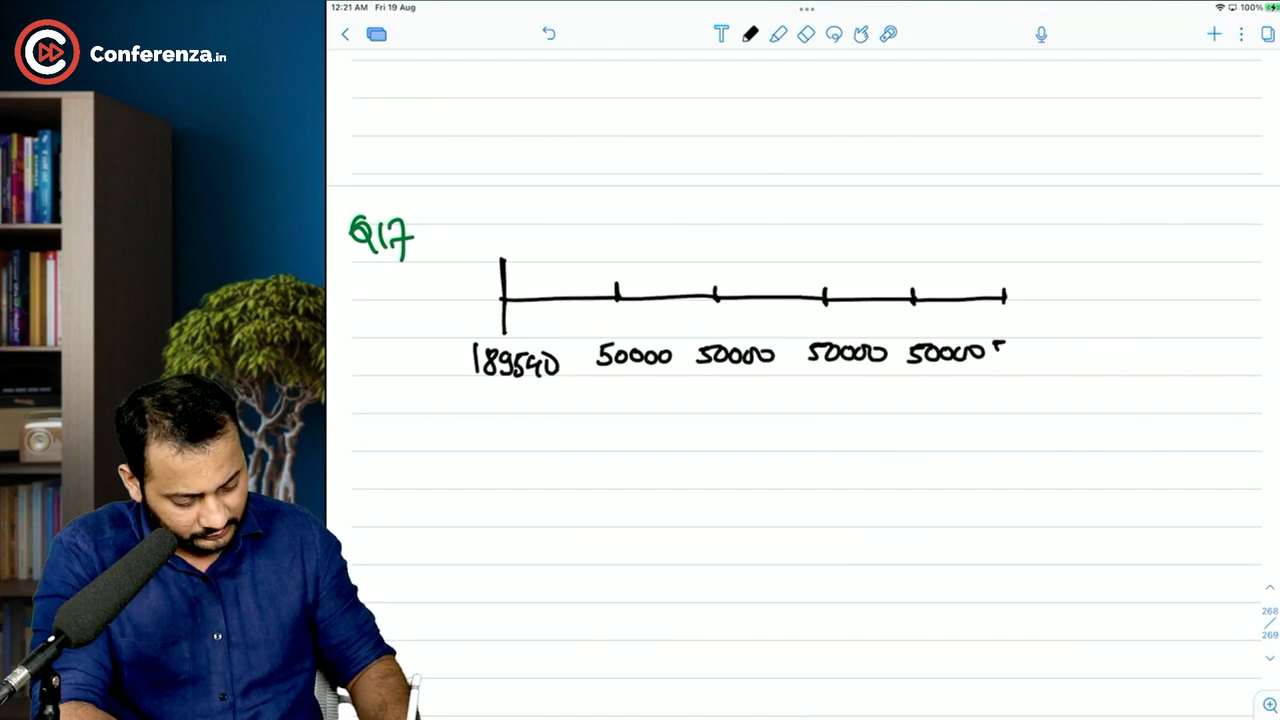 12:21 AM Fri 19 Aug
100%
Conferenza.in
Q17
189540 50000 50000 50000 50000
268
269